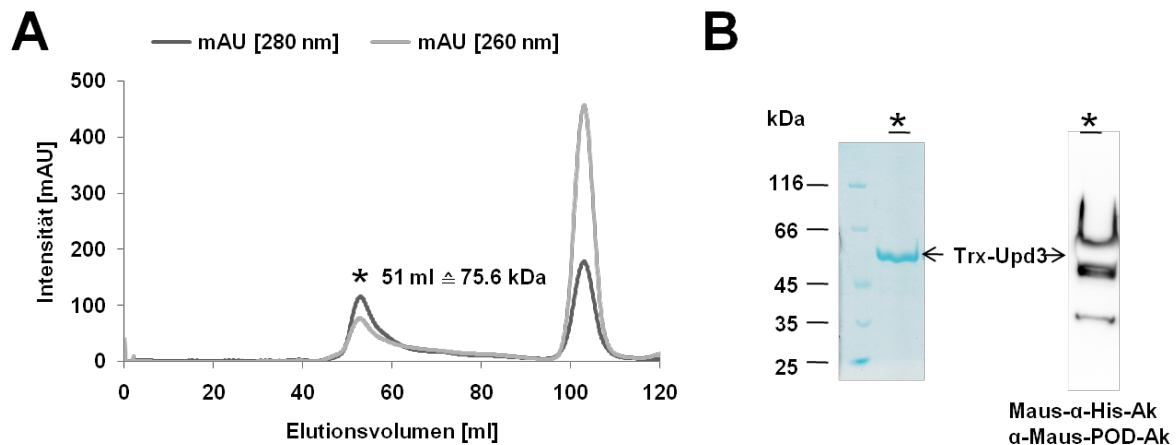 A
mAU [280 nm]
mAU [260 nm]
500
400
300
200
100
0
Intensität [mAU]
* 51 ml ≙ 75.6 kDa
0 20 40 60 80 100 120
Elutionsvolumen [ml]
B
kDa * *
116
66
Trx-Upd3
45
35
25
Maus-α-His-Ak
α-Maus-POD-Ak